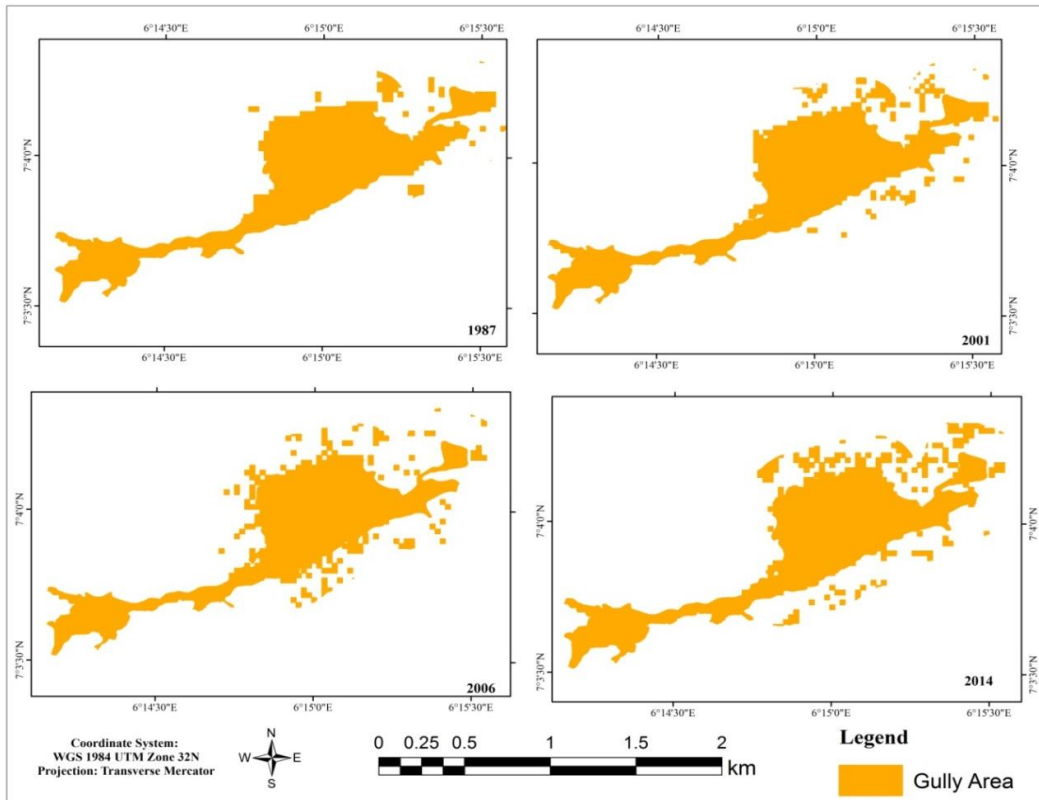 6°14'30"E 6°15'0"E 6°15'30"E
7°4'0"N
7°3'30"N
1987
6°14'30"E 6°15'0"E 6°15'30"E
6°14'30"E 6°15'0"E 6°15'30"E
7°4'0"N
7°3'30"N
2001
6°14'30"E 6°15'0"E 6°15'30"E
7°4'0"N
7°3'30"N
2006
6°14'30"E 6°15'0"E 6°15'30"E
7°4'0"N
7°3'30"N
2014
6°14'30"E 6°15'0"E 6°15'30"E
Coordinate System:
WGS 1984 UTM Zone 32N
Projection: Transverse Mercator
N
W E
S
0 0.25 0.5 1 1.5 2
km
Legend
Gully Area